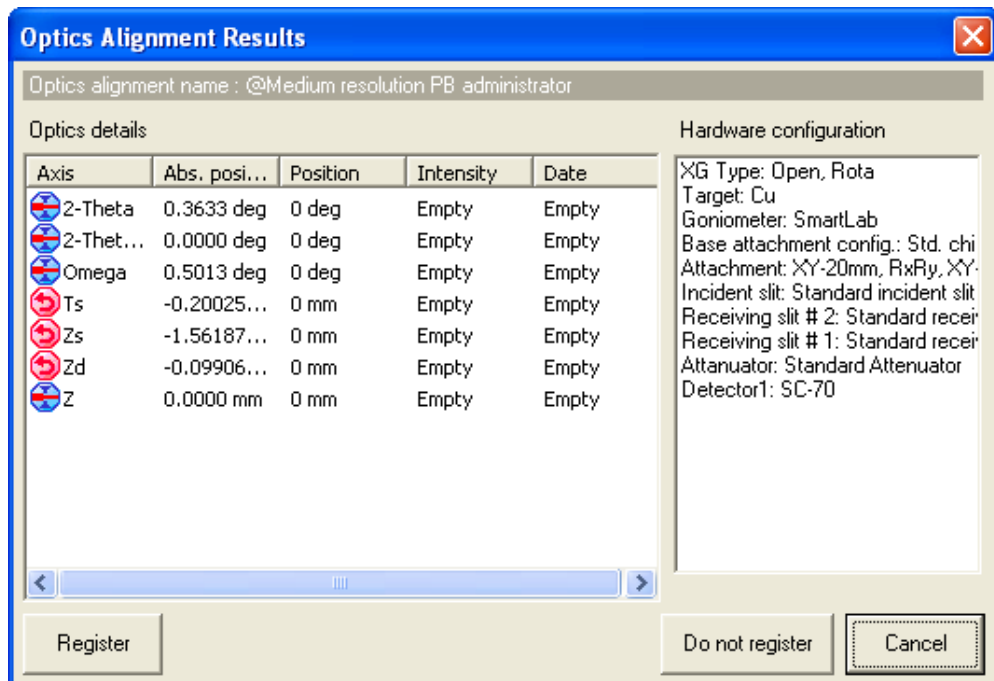 Optics Alignment Results
Optics alignment name : @Medium resolution PB administrator
Optics details
Axis Abs. posi... Position Intensity Date
2-Theta 0.3633 deg 0 deg Empty Empty
2-Thet... 0.0000 deg 0 deg Empty Empty
Omega 0.5013 deg 0 deg Empty Empty
Ts -0.20025... 0 mm Empty Empty
Zs -1.56187... 0 mm Empty Empty
Zd -0.09906... 0 mm Empty Empty
Z 0.0000 mm 0 mm Empty Empty
Hardware configuration
XG Type: Open, Rota
Target: Cu
Goniometer: SmartLab
Base attachment config.: Std. chi
Attachment: XY-20mm, RxRy, XY-
Incident slit: Standard incident slit
Receiving slit # 2: Standard recei
Receiving slit # 1: Standard recei
Attanuator: Standard Attenuator
Detector1: SC-70
Register Do not register Cancel